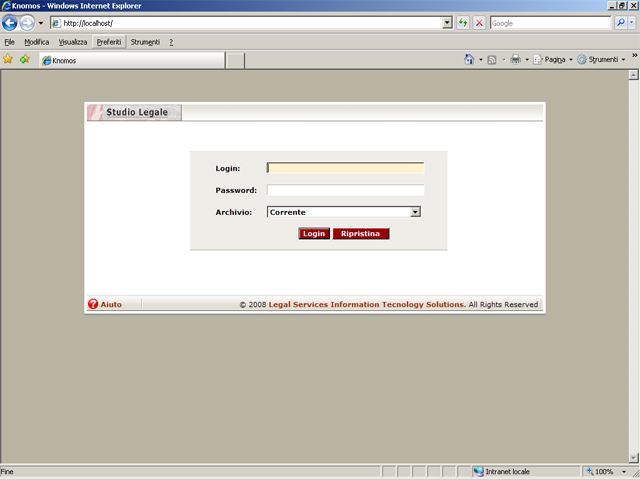 Knomos - Windows Internet Explorer
http://localhost/
Google
File Modifica Visualizza Preferiti Strumenti ?
Knomos
Pagina Strumenti »
Studio Legale
Login:
Password:
Archivio: Corrente
Login Ripristina
? Aiuto © 2008 Legal Services Information Tecnology Solutions. All Rights Reserved
Fine Intranet locale 100%